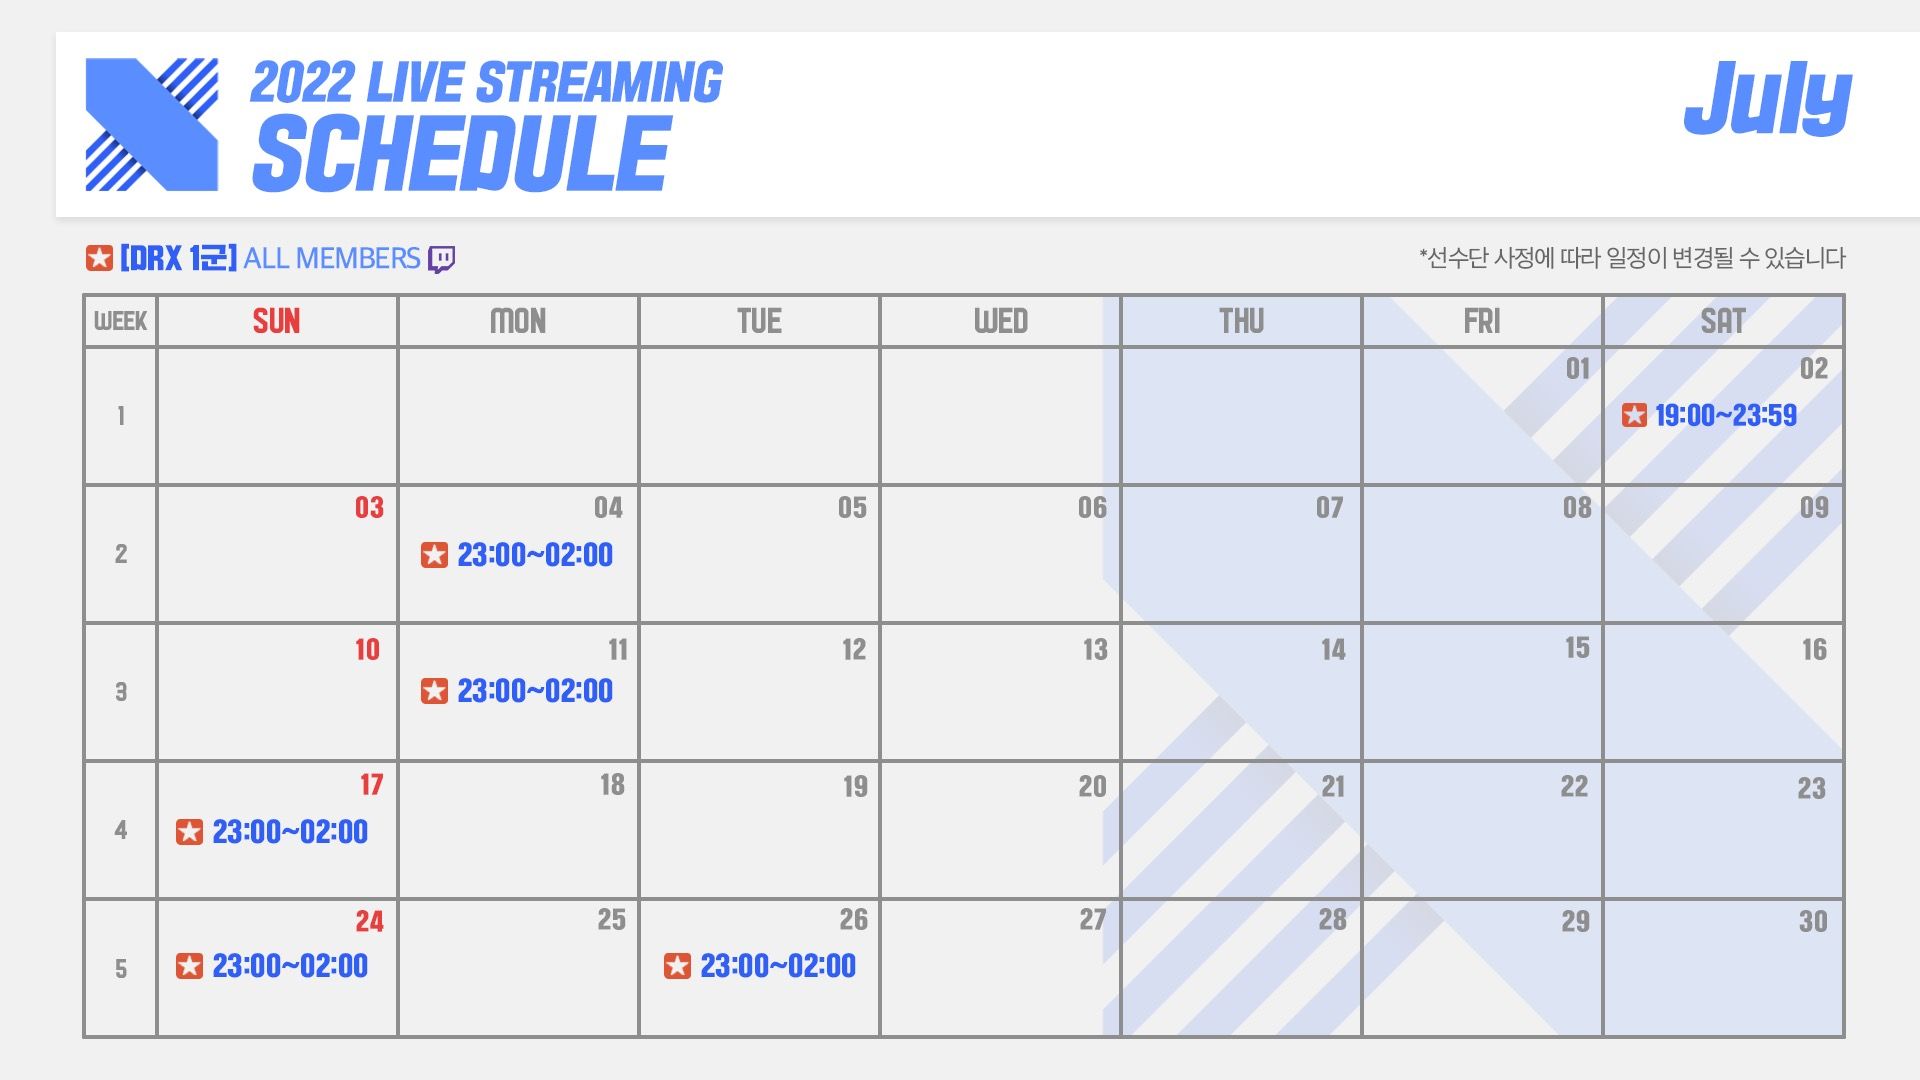 2022 LIVE STREAMING
SCHEDULE
July
[DRX 1군] ALL MEMBERS
*선수단 사정에 따라 일정이 변경될 수 있습니다
WEEK SUN MON TUE WED THU FRI SAT
1 01 02
19:00~23:59
2 03 04 05 06 07 08 09
23:00~02:00
3 10 11 12 13 14 15 16
23:00~02:00
4 17 18 19 20 21 22 23
23:00~02:00
5 24 25 26 27 28 29 30
23:00~02:00 23:00~02:00